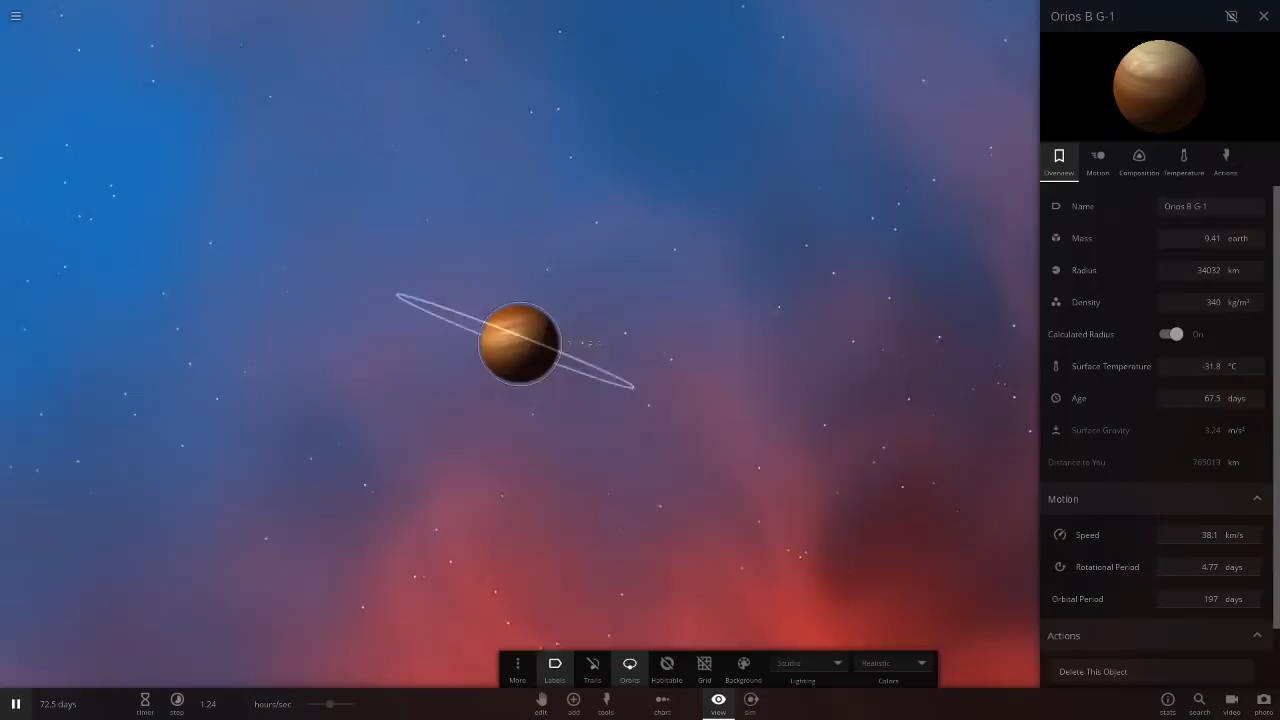 Orios B G-1
Overview
Motion
Composition
Temperature
Actions
Name
Orios B G-1
Mass
9.41 earth
Radius
34032 km
Density
340 kg/m³
Calculated Radius
On
Surface Temperature
-31.8 °C
Age
67.5 days
Surface Gravity
3.24 m/s²
Distance to You
765013 km
Motion
Speed
38.1 km/s
Rotational Period
4.77 days
Orbital Period
197 days
Actions
Delete This Object
More
Labels
Trails
Orbits
Habitable
Grid
Background
Studio
Lighting
Realistic
Colors
72.5 days
timer
step
1.24
hours/sec
edit
add
tools
chart
view
sim
stats
search
video
photo